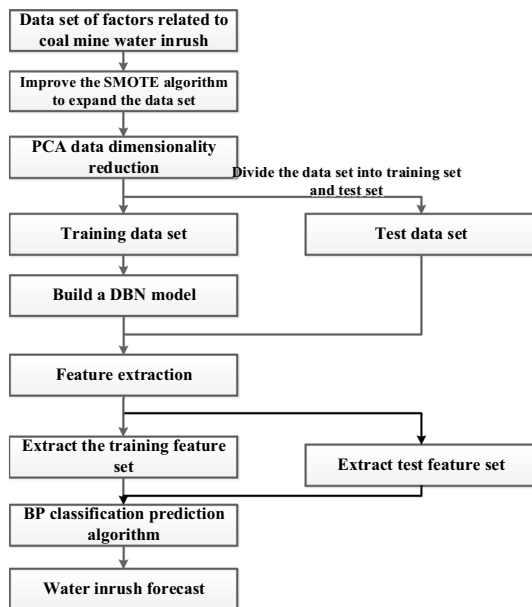 Data set of factors related to
coal mine water inrush
Improve the SMOTE algorithm
to expand the data set
PCA data dimensionality
reduction
Divide the data set into training set
and test set
Training data set
Test data set
Build a DBN model
Feature extraction
Extract the training feature
set
Extract test feature set
BP classification prediction
algorithm
Water inrush forecast